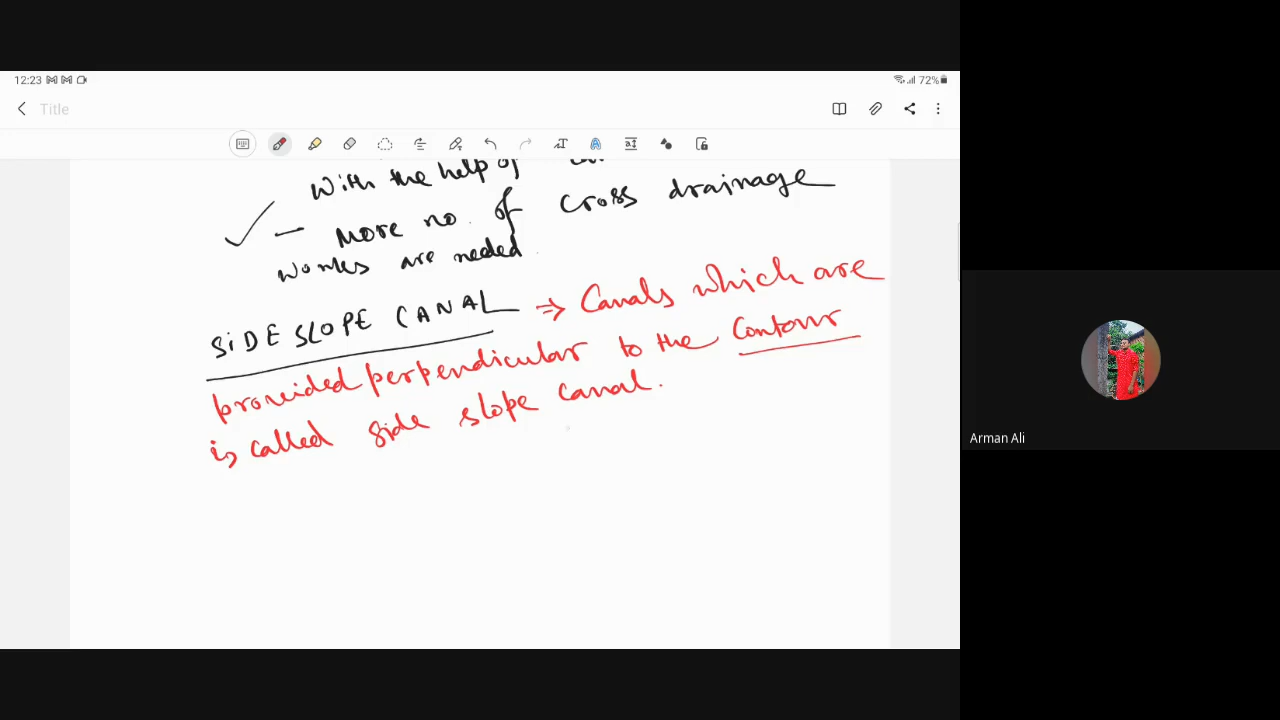 12:23
72%
Title
With the help of
— More no. of cross drainage
works are needed
SiDE SLOPE CANAL ⇒ Canals which are
provided perpendicular to the Contour
is called side slope canal.
Arman Ali